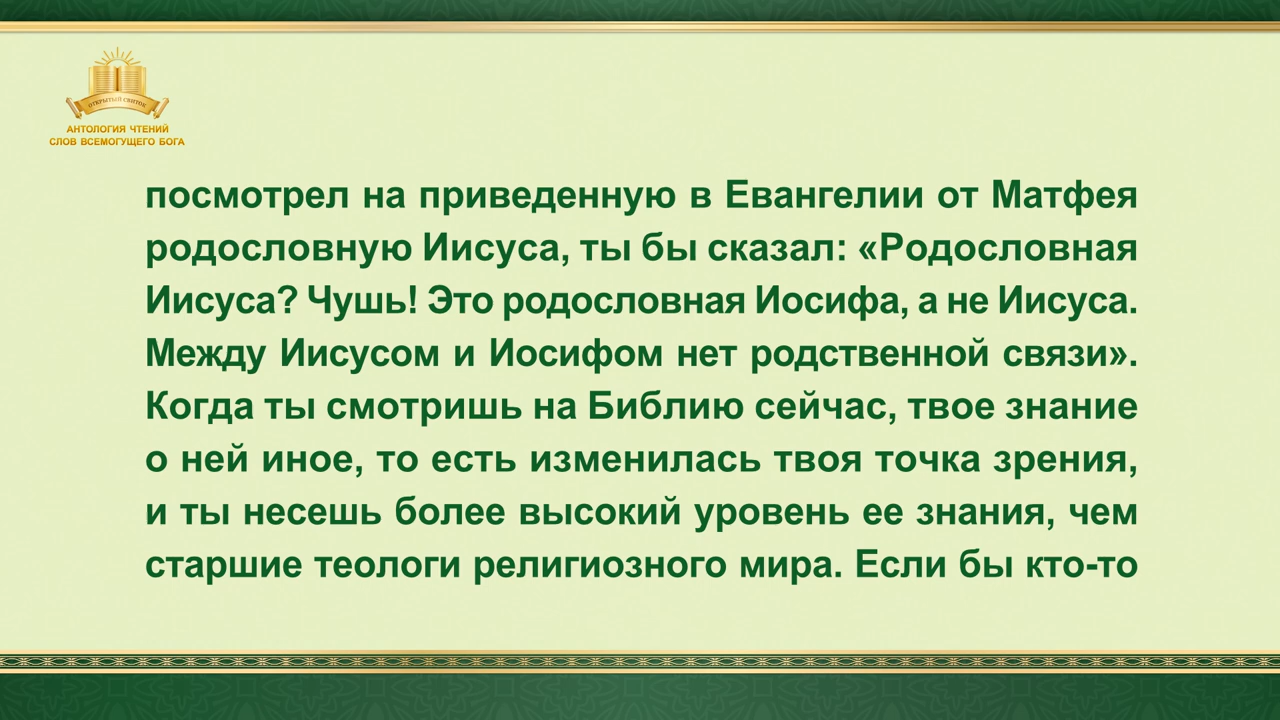 ОТКРЫТЫЙ СВИТОК
АНТОЛОГИЯ ЧТЕНИЙ
СЛОВ ВСЕМОГУЩЕГО БОГА
посмотрел на приведенную в Евангелии от Матфея
родословную Иисуса, ты бы сказал: «Родословная
Иисуса? Чушь! Это родословная Иосифа, а не Иисуса.
Между Иисусом и Иосифом нет родственной связи».
Когда ты смотришь на Библию сейчас, твое знание
о ней иное, то есть изменилась твоя точка зрения,
и ты несешь более высокий уровень ее знания, чем
старшие теологи религиозного мира. Если бы кто-то